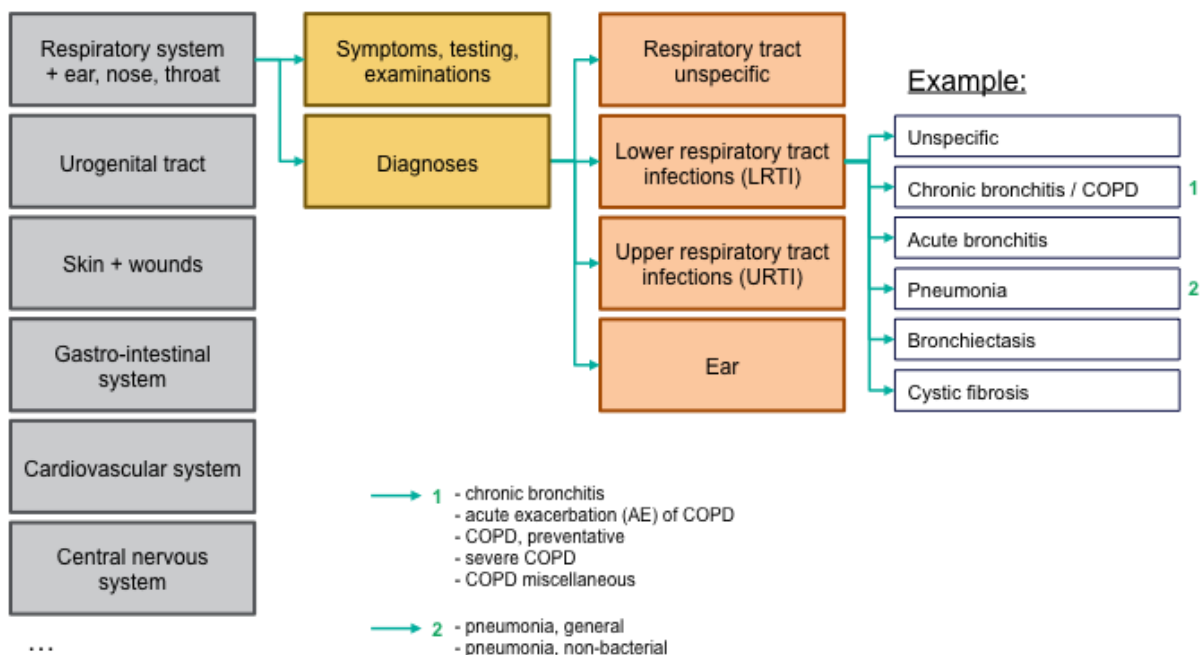 Respiratory system
+ ear, nose, throat
Urogenital tract
Skin + wounds
Gastro-intestinal
system
Cardiovascular system
Central nervous
system
...
Symptoms, testing,
examinations
Diagnoses
Respiratory tract
unspecific
Lower respiratory tract
infections (LRTI)
Upper respiratory tract
infections (URTI)
Ear
Example:
Unspecific
Chronic bronchitis / COPD 1
Acute bronchitis
Pneumonia 2
Bronchiectasis
Cystic fibrosis
1 - chronic bronchitis
- acute exacerbation (AE) of COPD
- COPD, preventative
- severe COPD
- COPD miscellaneous
2 - pneumonia, general
- pneumonia, non-bacterial